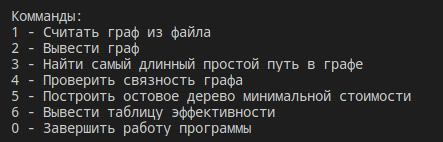 Комманды:
1 - Считать граф из файла
2 - Вывести граф
3 - Найти самый длинный простой путь в графе
4 - Проверить связность графа
5 - Построить остовое дерево минимальной стоимости
6 - Вывести таблицу эффективности
0 - Завершить работу программы